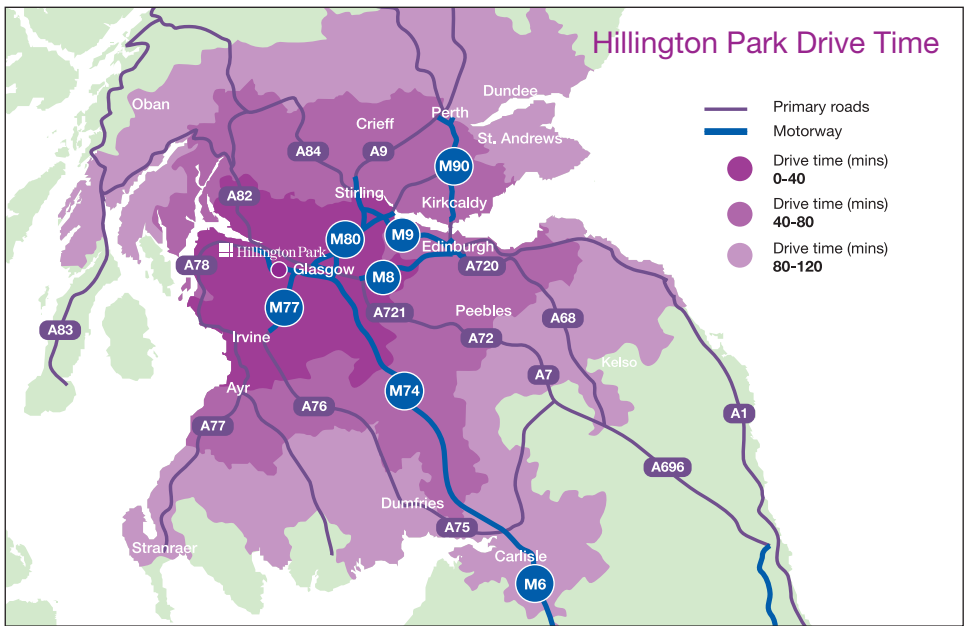 Hillington Park Drive Time
Primary roads
Motorway
Drive time (mins)
0-40
Drive time (mins)
40-80
Drive time (mins)
80-120
Oban
Dundee
Perth
Crieff
St. Andrews
A84
A9
M90
A82
Stirling
Kirkcaldy
M80
M9
Edinburgh
Hillington Park
A78
Glasgow
A720
M8
M77
A721
Peebles
A68
A83
Irvine
A72
Kelso
A7
Ayr
M74
A76
A77
A1
A696
Dumfries
A75
Stranraer
Carlisle
M6